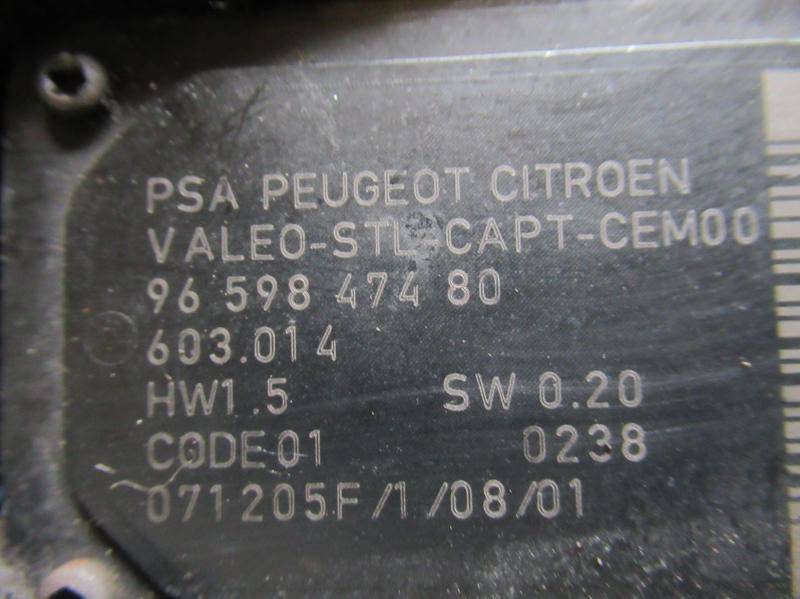 PSA PEUGEOT CITROEN
VALEO-STL-CAPT-CEM00
96 598 474 80
603.014
HW1.5 SW 0.20
CODE01 0238
071205F/1/08/01